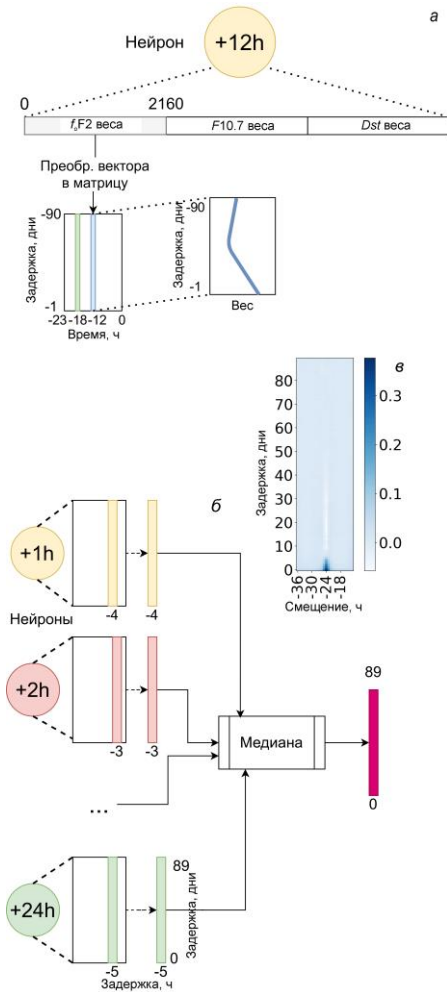 а
Нейрон
+12h
0
2160
foF2 веса
F10.7 веса
Dst веса
Преобр. вектора
в матрицу
Задержка, дни
-90
-1
-23
-18
-12
0
Время, ч
Задержка, дни
-90
-1
Вес
в
Задержка, дни
80
70
60
50
40
30
20
10
0
-36
-30
-24
-18
Смещение, ч
0.3
0.2
0.1
0.0
б
+1h
-4
-4
Нейроны
+2h
-3
-3
...
Медиана
89
0
+24h
89
0
Задержка, дни
-5
-5
Задержка, ч